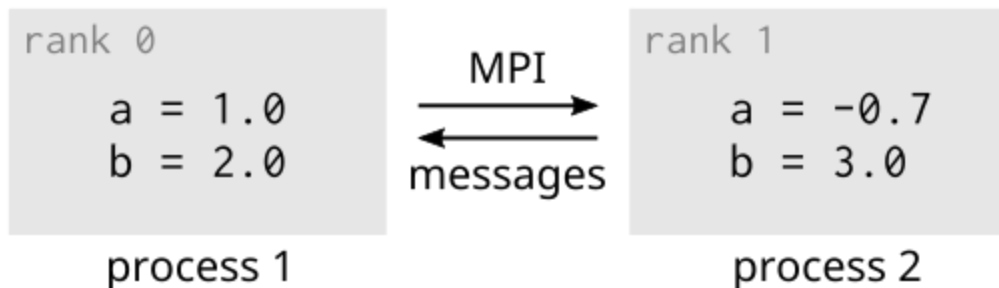 rank 0
a = 1.0
b = 2.0
process 1
MPI
messages
rank 1
a = -0.7
b = 3.0
process 2